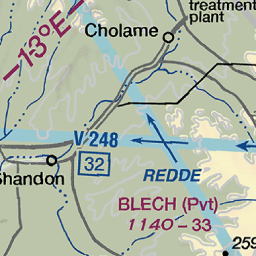 treatment
plant
Cholame
-13°E-
V 248
32
Shandon
REDDE
BLECH (Pvt)
1140-33
259